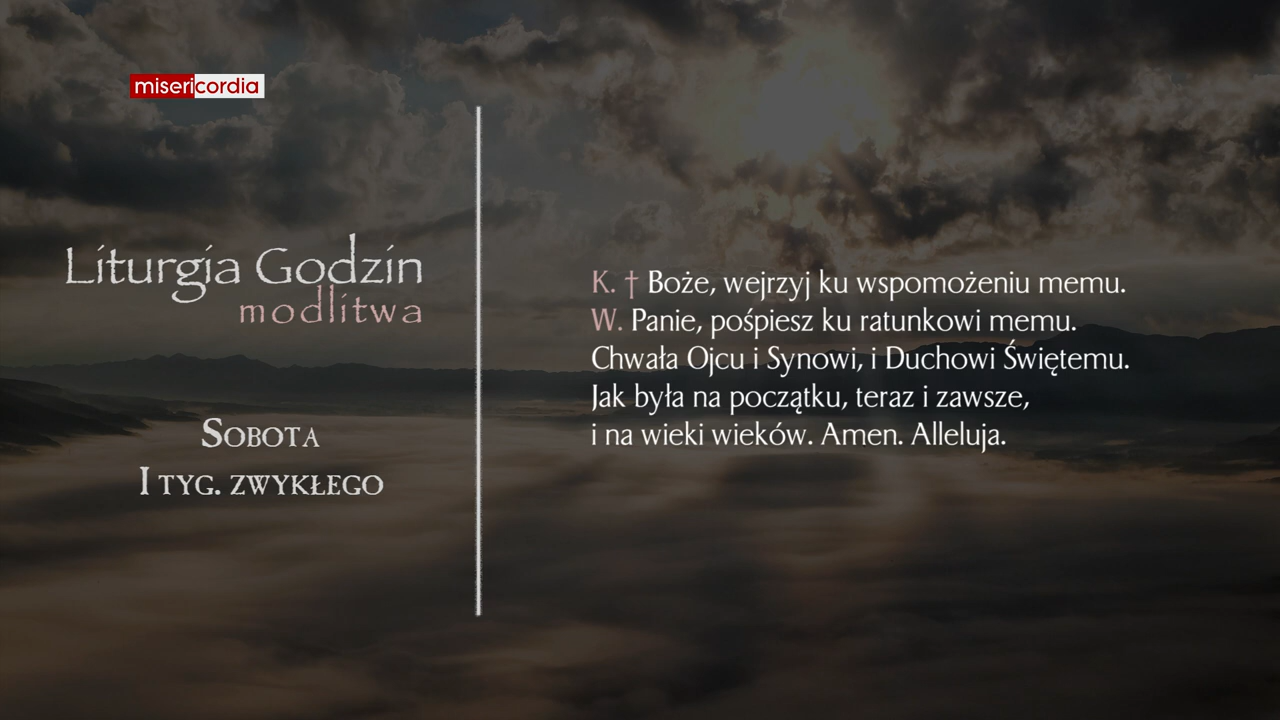 misericordia
Liturgia Godzin
modlitwa
Sobota
I tyg. zwykłego
K. † Boże, wejrzyj ku wspomożeniu memu.
W. Panie, pośpiesz ku ratunkowi memu.
Chwała Ojcu i Synowi, i Duchowi Świętemu.
Jak była na początku, teraz i zawsze,
i na wieki wieków. Amen. Alleluja.